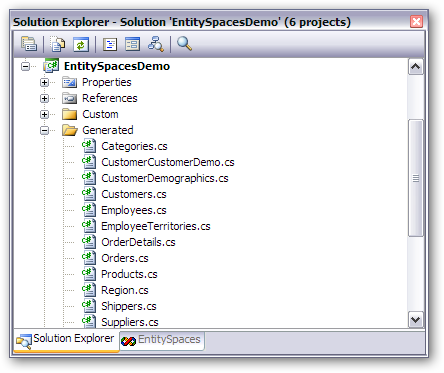 Solution Explorer - Solution 'EntitySpacesDemo' (6 projects)
EntitySpacesDemo
Properties
References
Custom
Generated
Categories.cs
CustomerCustomerDemo.cs
CustomerDemographics.cs
Customers.cs
Employees.cs
EmployeeTerritories.cs
OrderDetails.cs
Orders.cs
Products.cs
Region.cs
Shippers.cs
Suppliers.cs
Solution Explorer EntitySpaces